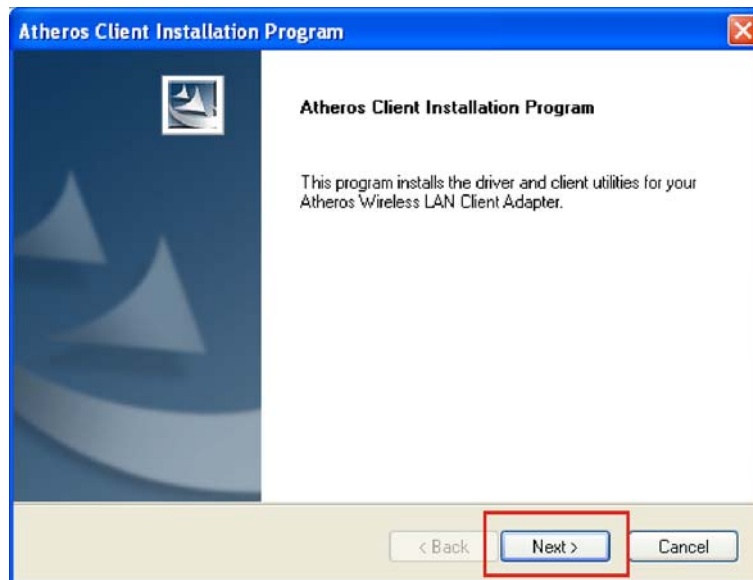 Atheros Client Installation Program
Atheros Client Installation Program
This program installs the driver and client utilities for your
Atheros Wireless LAN Client Adapter.
< Back
Next >
Cancel